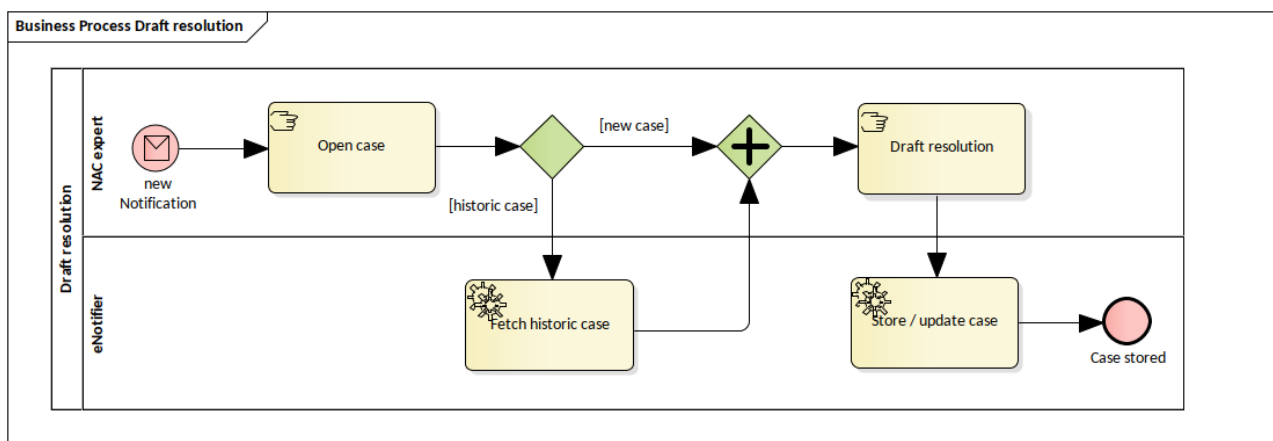 Business Process Draft resolution
Draft resolution
NAC expert
new
Notification
Open case
[new case]
[historic case]
Draft resolution
eNotifier
Fetch historic case
Store / update case
Case stored